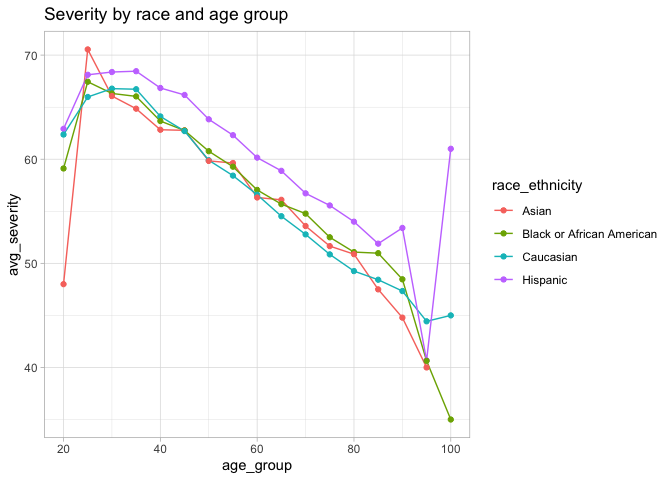 Severity by race and age group
70
60
50
40
avg_severity
20
40
60
80
100
age_group
race_ethnicity
Asian
Black or African American
Caucasian
Hispanic